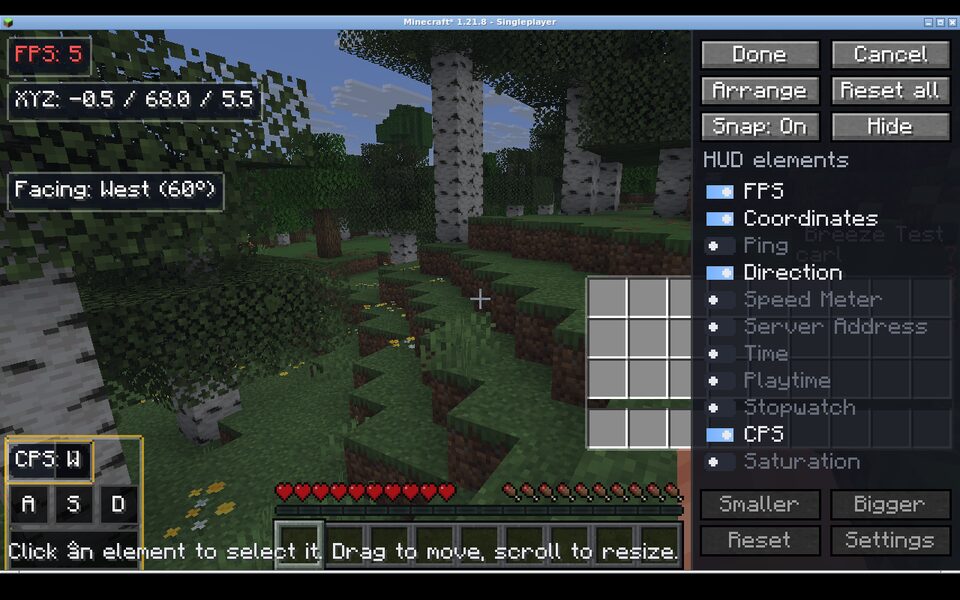 Minecraft* 1.21.8 - Singleplayer
FPS: 5
XYZ: -0.5 / 68.0 / 5.5
Facing: West (60°)
Done
Cancel
Arrange
Reset all
Snap: On
Hide
HUD elements
FPS
Coordinates
Ping
Breeze Test
Direction
Speed Meter
Server Address
Time
Playtime
Stopwatch
CPS
Saturation
Smaller
Bigger
Reset
Settings
CPS: W
A S D
Click an element to select it. Drag to move, scroll to resize.